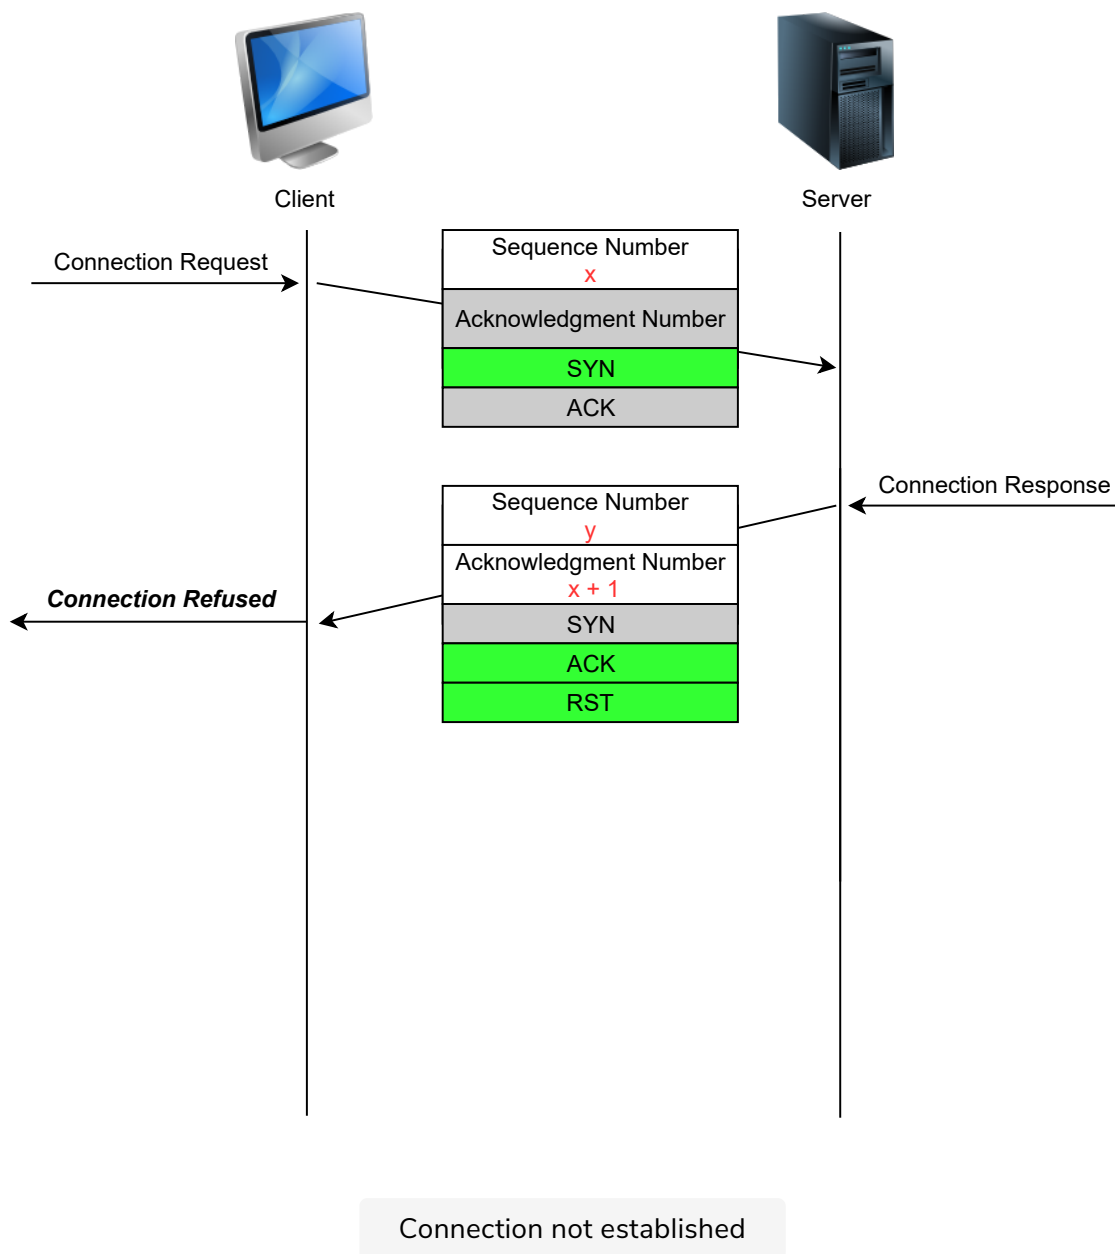 Client
Server
Connection Request
Sequence Number
x
Acknowledgment Number
SYN
ACK
Connection Response
Sequence Number
y
Acknowledgment Number
x + 1
Connection Refused
SYN
ACK
RST
Connection not established